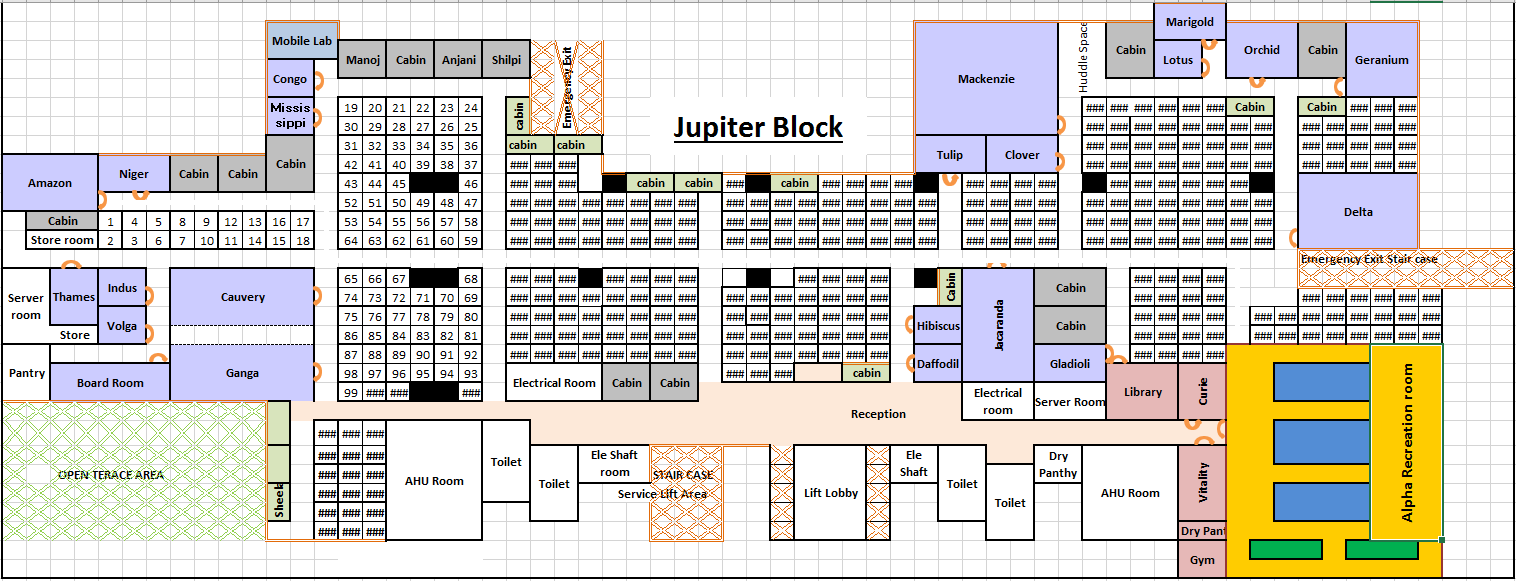 Marigold
Mobile Lab
Manoj Cabin Anjani Shilpi
Emergency Exit
Mackenzie
Huddle Space
Cabin Lotus Orchid Cabin Geranium
Congo
Missis
sippi
19 20 21 22 23 24 cabin ### ### ### ### ### ### Cabin Cabin ### ### ###
Jupiter Block
30 29 28 27 26 25 ### ### ### ### ### ### ### ### ### ### ### ### ###
31 32 33 34 35 36 cabin cabin ### ### ### ### ### ### ### ### ### ### ### ### ###
Tulip Clover
Cabin
42 41 40 39 38 37 ### ### ### ### ### ### ### ### ### ### ### ### ### ### ### ###
Amazon Niger Cabin Cabin
43 44 45 46 ### ### ### cabin cabin ### cabin ### ### ### ### ### ### ### ### ### ### ### ### ### ###
52 51 50 49 48 47 ### ### ### ### ### ### ### ### ### ### ### ### ### ### ### ### ### ### ### ### ### ### ### ### ### ### ### ### ###
Delta
Cabin 1 4 5 8 9 12 13 16 17 53 54 55 56 57 58 ### ### ### ### ### ### ### ### ### ### ### ### ### ### ### ### ### ### ### ### ### ### ### ### ### ### ### ### ###
Store room 2 3 6 7 10 11 14 15 18 64 63 62 61 60 59 ### ### ### ### ### ### ### ### ### ### ### ### ### ### ### ### ### ### ### ### ### ### ### ### ### ### ### ### ###
Emergency Exit Stair case
65 66 67 68 ### ### ### ### ### ### ### ### ### ### ### Cabin Cabin ### ### ### ###
Server
room
Thames Indus Cauvery
74 73 72 71 70 69 ### ### ### ### ### ### ### ### ### ### ### ### ### ### ### ### ### ### ### ### ### ### ### ### ###
75 76 77 78 79 80 ### ### ### ### ### ### ### ### ### ### ### ### ### ### ### ### ### ### ### ### ### ### ### ### ### ### ###
Volga
Hibiscus Jacaranda Cabin
Store
86 85 84 83 82 81 ### ### ### ### ### ### ### ### ### ### ### ### ### ### ### ### ### ### ### ### ### ### ### ### ### ### ###
87 88 89 90 91 92 ### ### ### ### ### ### ### ### ### ### ### ### ### ### ### ### ### ### ###
Daffodil Gladioli
Pantry Board Room Ganga
98 97 96 95 94 93 ### ### ### cabin
Electrical Room Cabin Cabin
99 ### ### ###
Electrical
room
Server Room Library Curie
Reception
Alpha Recreation room
### ### ###
### ### ###
### ### ###
### ### ###
### ### ###
### ### ###
OPEN TERACE AREA
Sheek
AHU Room
Toilet
Toilet
Ele Shaft
room
STAIR CASE
Service Lift Area
Lift Lobby
Ele
Shaft
Toilet
Toilet
Dry
Panthy
AHU Room
Vitality
Dry Pant
Gym